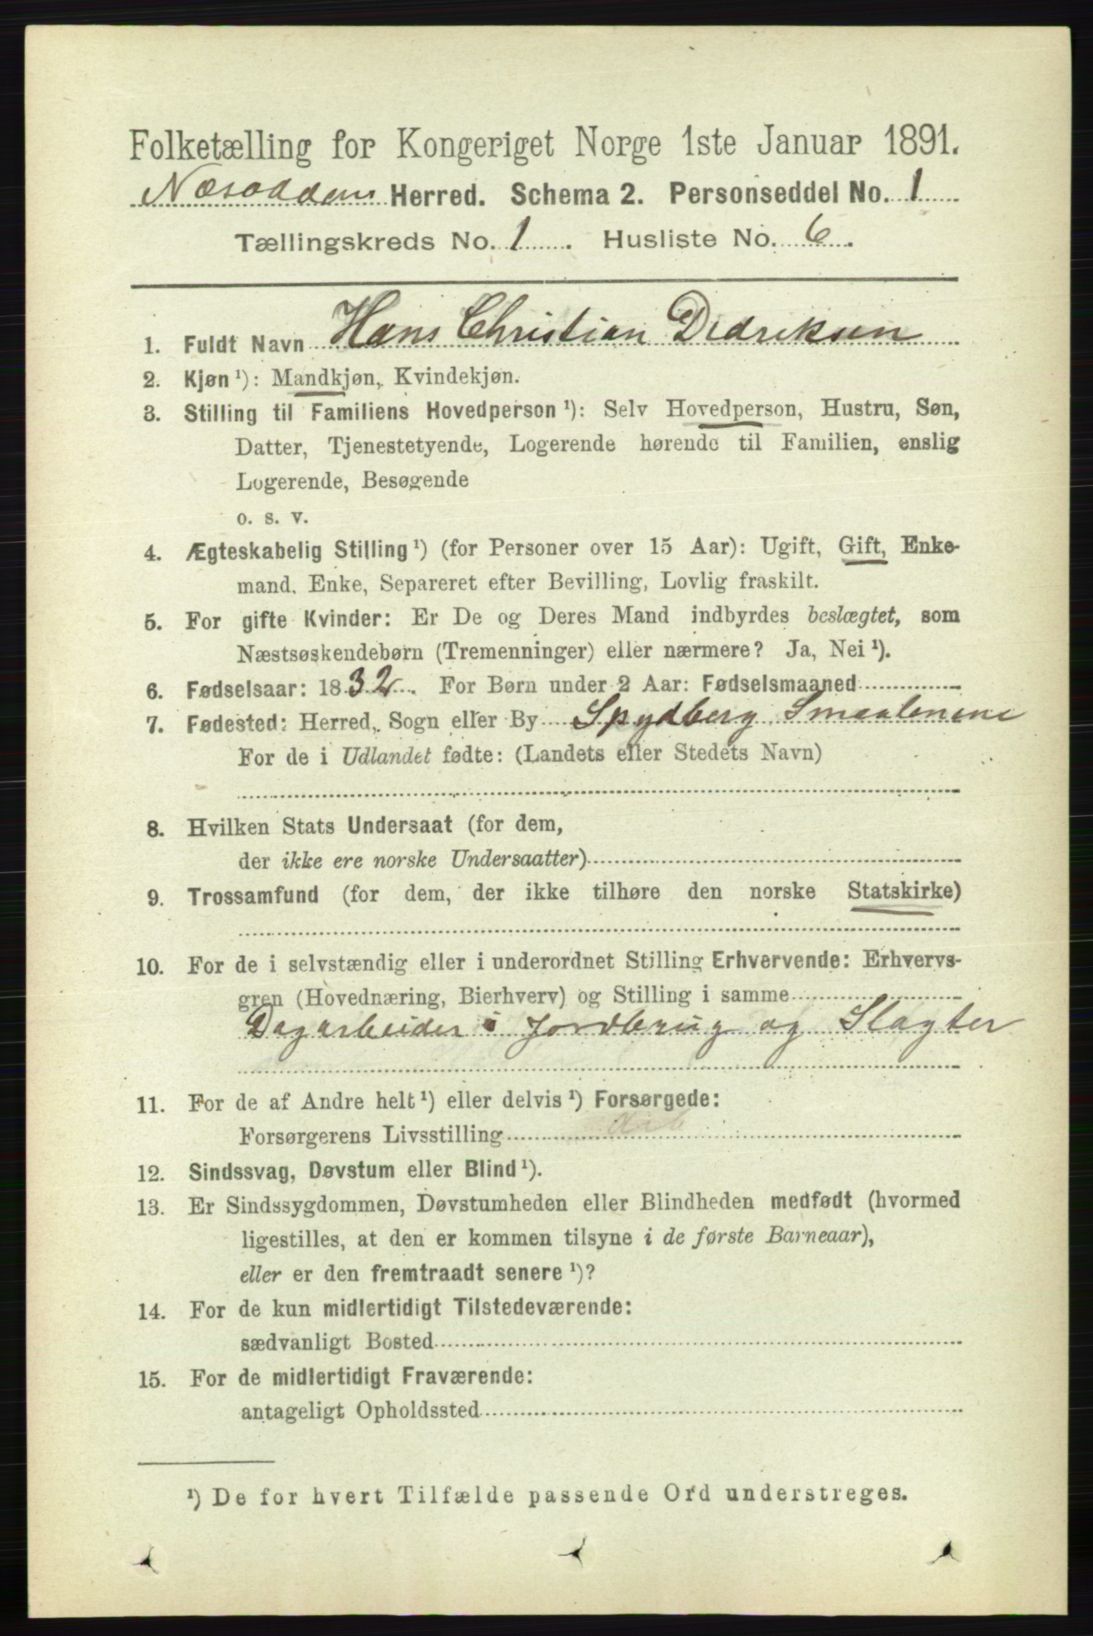 Folketælling for Kongeriget Norge 1ste Januar 1891.
Næsoddens Herred. Schema 2. Personseddel No. 1
Tællingskreds No. 1. Husliste No. 6.
1. Fuldt Navn Hans Christian Dedriksen
2. Kjøn¹): Mandkjøn, Kvindekjøn.
3. Stilling til Familiens Hovedperson¹): Selv Hovedperson, Hustru, Søn,
Datter, Tjenestetyende, Logerende hørende til Familien, enslig
Logerende, Besøgende
o. s. v.
4. Ægteskabelig Stilling¹) (for Personer over 15 Aar): Ugift, Gift, Enke-
mand, Enke, Separeret efter Bevilling, Lovlig fraskilt.
5. For gifte Kvinder: Er De og Deres Mand indbyrdes beslægtet, som
Næstsøskendebørn (Tremenninger) eller nærmere? Ja, Nei¹).
6. Fødselsaar: 1832. For Børn under 2 Aar: Fødselsmaaned
7. Fødested: Herred, Sogn eller By Spydberg Smaalenene
For de i Udlandet fødte: (Landets eller Stedets Navn)
8. Hvilken Stats Undersaat (for dem,
der ikke ere norske Undersaatter)
9. Trossamfund (for dem, der ikke tilhøre den norske Statskirke)
10. For de i selvstændig eller i underordnet Stilling Erhvervende: Erhvervs-
gren (Hovednæring, Bierhverv) og Stilling i samme
Dagarbeider i Jordbrug og Slagter
11. For de af Andre helt¹) eller delvis¹) Forsørgede:
Forsørgerens Livsstilling
12. Sindssvag, Døvstum eller Blind¹).
13. Er Sindssygdommen, Døvstumheden eller Blindheden medfødt (hvormed
ligestilles, at den er kommen tilsyne i de første Barneaar),
eller er den fremtraadt senere¹)?
14. For de kun midlertidigt Tilstedeværende:
sædvanligt Bosted
15. For de midlertidigt Fraværende:
antageligt Opholdssted
¹) De for hvert Tilfælde passende Ord understreges.